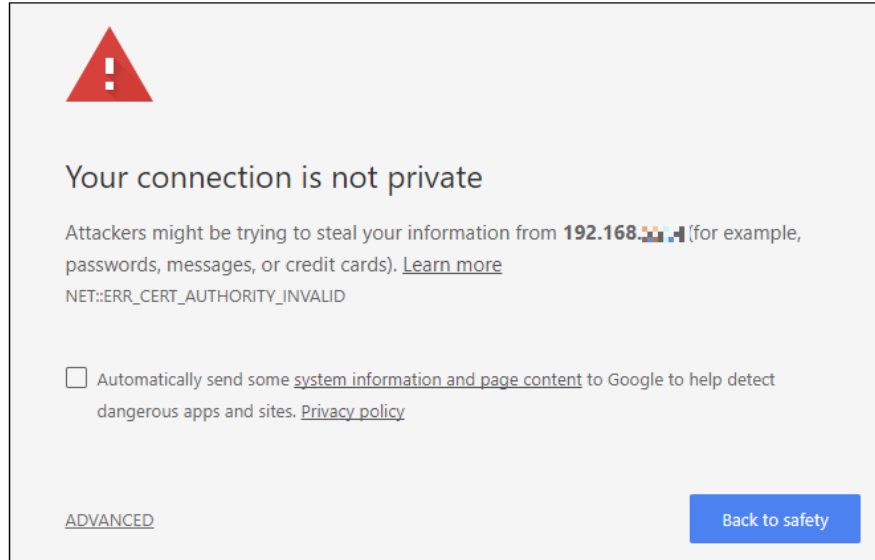 Your connection is not private
Attackers might be trying to steal your information from 192.168. (for example,
passwords, messages, or credit cards). Learn more
NET::ERR_CERT_AUTHORITY_INVALID
Automatically send some system information and page content to Google to help detect
dangerous apps and sites. Privacy policy
ADVANCED
Back to safety